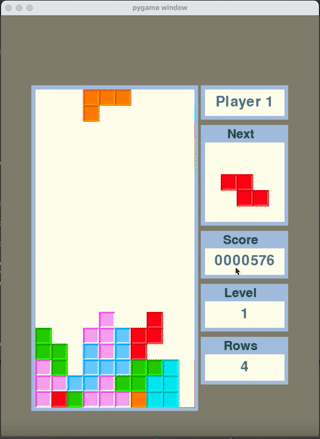 pygame window
Player 1
Next
Score
0000576
Level
1
Rows
4